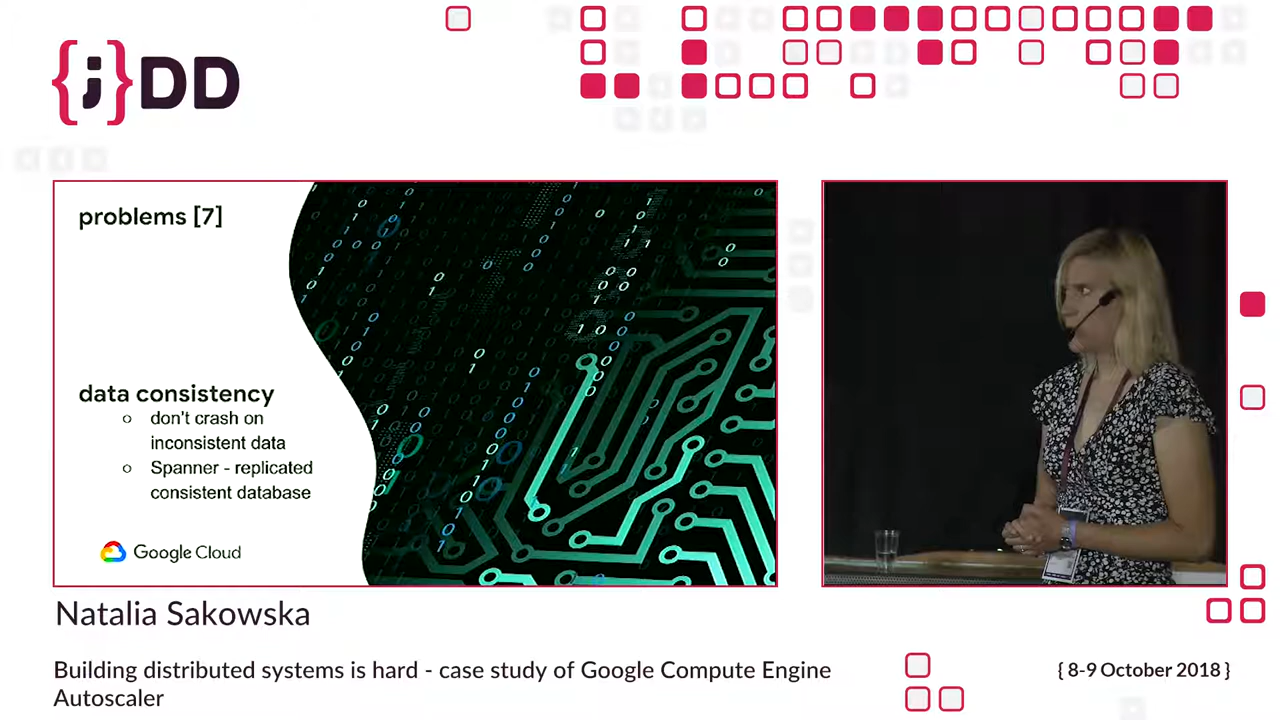 {j}DD
problems [7]
data consistency
○ don't crash on
inconsistent data
○ Spanner - replicated
consistent database
Google Cloud
Natalia Sakowska
Building distributed systems is hard - case study of Google Compute Engine
Autoscaler
{ 8-9 October 2018 }